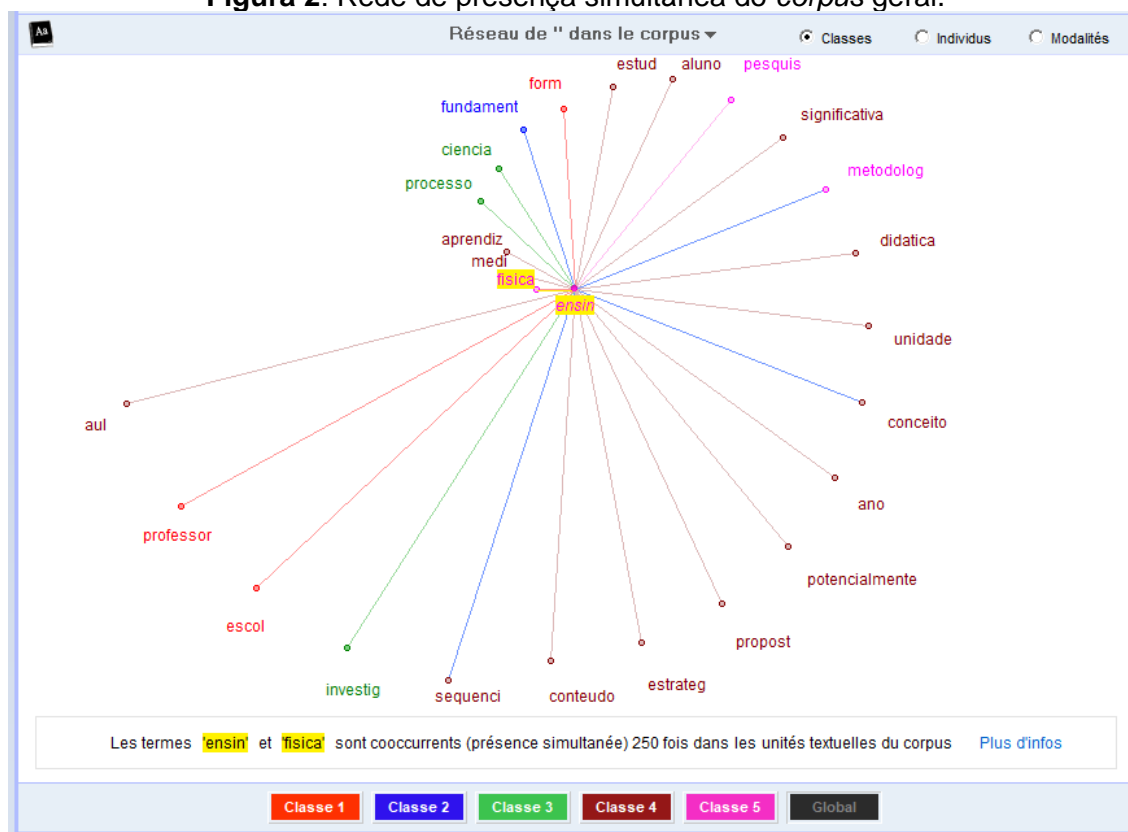 Figura 2. Rede de presença simultânea do corpus geral.
Aa
Réseau de '' dans le corpus
Classes
Individus
Modalités
estud
aluno
pesquis
form
fundament
significativa
ciencia
metodolog
processo
aprendiz
didatica
medi
fisica
ensin
unidade
aul
conceito
ano
professor
potencialmente
escol
propost
investig
sequenci
conteudo
estrateg
Les termes 'ensin' et 'fisica' sont cooccurrents (présence simultanée) 250 fois dans les unités textuelles du corpus Plus d'infos
Classe 1
Classe 2
Classe 3
Classe 4
Classe 5
Global